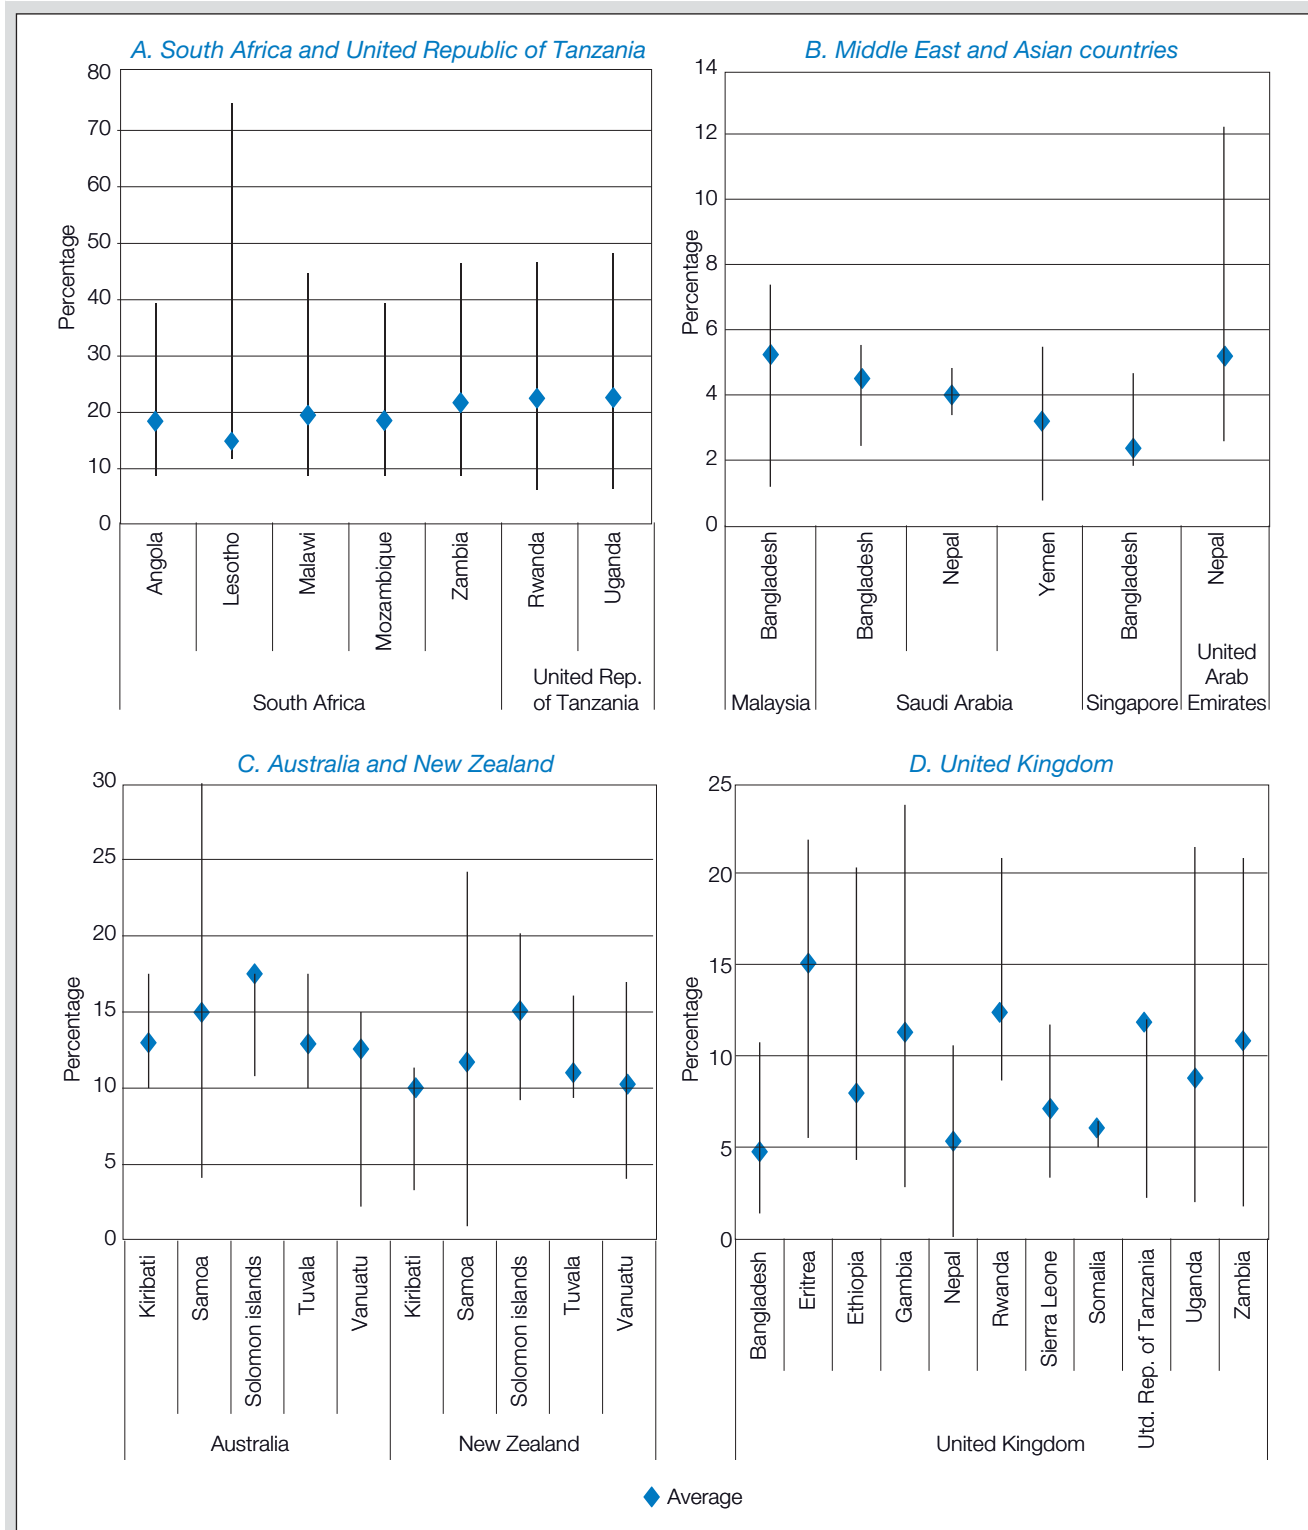 A. South Africa and United Republic of Tanzania
80
70
60
50
40
30
20
10
0
Percentage
Angola
Lesotho
Malawi
Mozambique
Zambia
Rwanda
Uganda
South Africa
United Rep.
of Tanzania
B. Middle East and Asian countries
14
12
10
8
6
4
2
0
Percentage
Bangladesh
Bangladesh
Nepal
Yemen
Bangladesh
Nepal
Malaysia
Saudi Arabia
Singapore
United
Arab
Emirates
C. Australia and New Zealand
30
25
20
15
10
5
0
Percentage
Kiribati
Samoa
Solomon islands
Tuvala
Vanuatu
Kiribati
Samoa
Solomon islands
Tuvala
Vanuatu
Australia
New Zealand
D. United Kingdom
25
20
15
10
5
0
Percentage
Bangladesh
Eritrea
Ethiopia
Gambia
Nepal
Rwanda
Sierra Leone
Somalia
Utd. Rep. of Tanzania
Uganda
Zambia
United Kingdom
Average